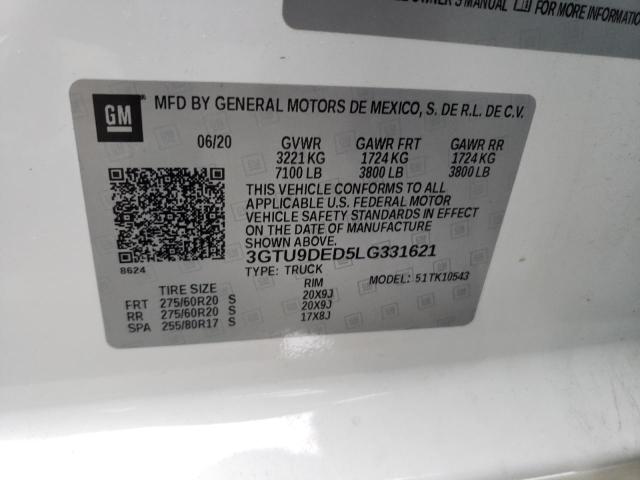 OWNER'S MANUAL FOR MORE INFORMATION
GM
MFD BY GENERAL MOTORS DE MEXICO, S. DE R.L. DE C.V.
06/20 GVWR GAWR FRT GAWR RR
3221 KG 1724 KG 1724 KG
7100 LB 3800 LB 3800 LB
THIS VEHICLE CONFORMS TO ALL
APPLICABLE U.S. FEDERAL MOTOR
VEHICLE SAFETY STANDARDS IN EFFECT
ON THE DATE OF MANUFACTURE
SHOWN ABOVE.
8624
3GTU9DED5LG331621
TYPE: TRUCK MODEL: 51TK10543
TIRE SIZE RIM
FRT 275/60R20 S 20X9J
RR 275/60R20 S 20X9J
SPA 255/80R17 S 17X8J